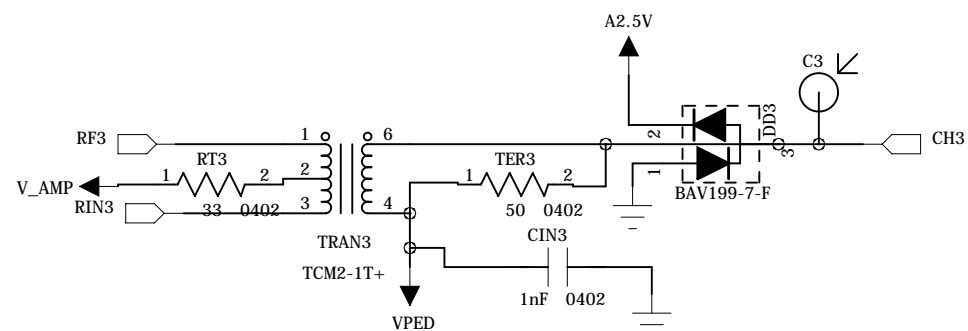 A2.5V
C3
RF3
1
6
2
DD3
3
CH3
RT3
TER3
V_AMP
1
2
2
1
2
1
BAV199-7-F
RIN3
33
0402
3
4
50
0402
TRAN3
CIN3
TCM2-1T+
1nF
0402
VPED